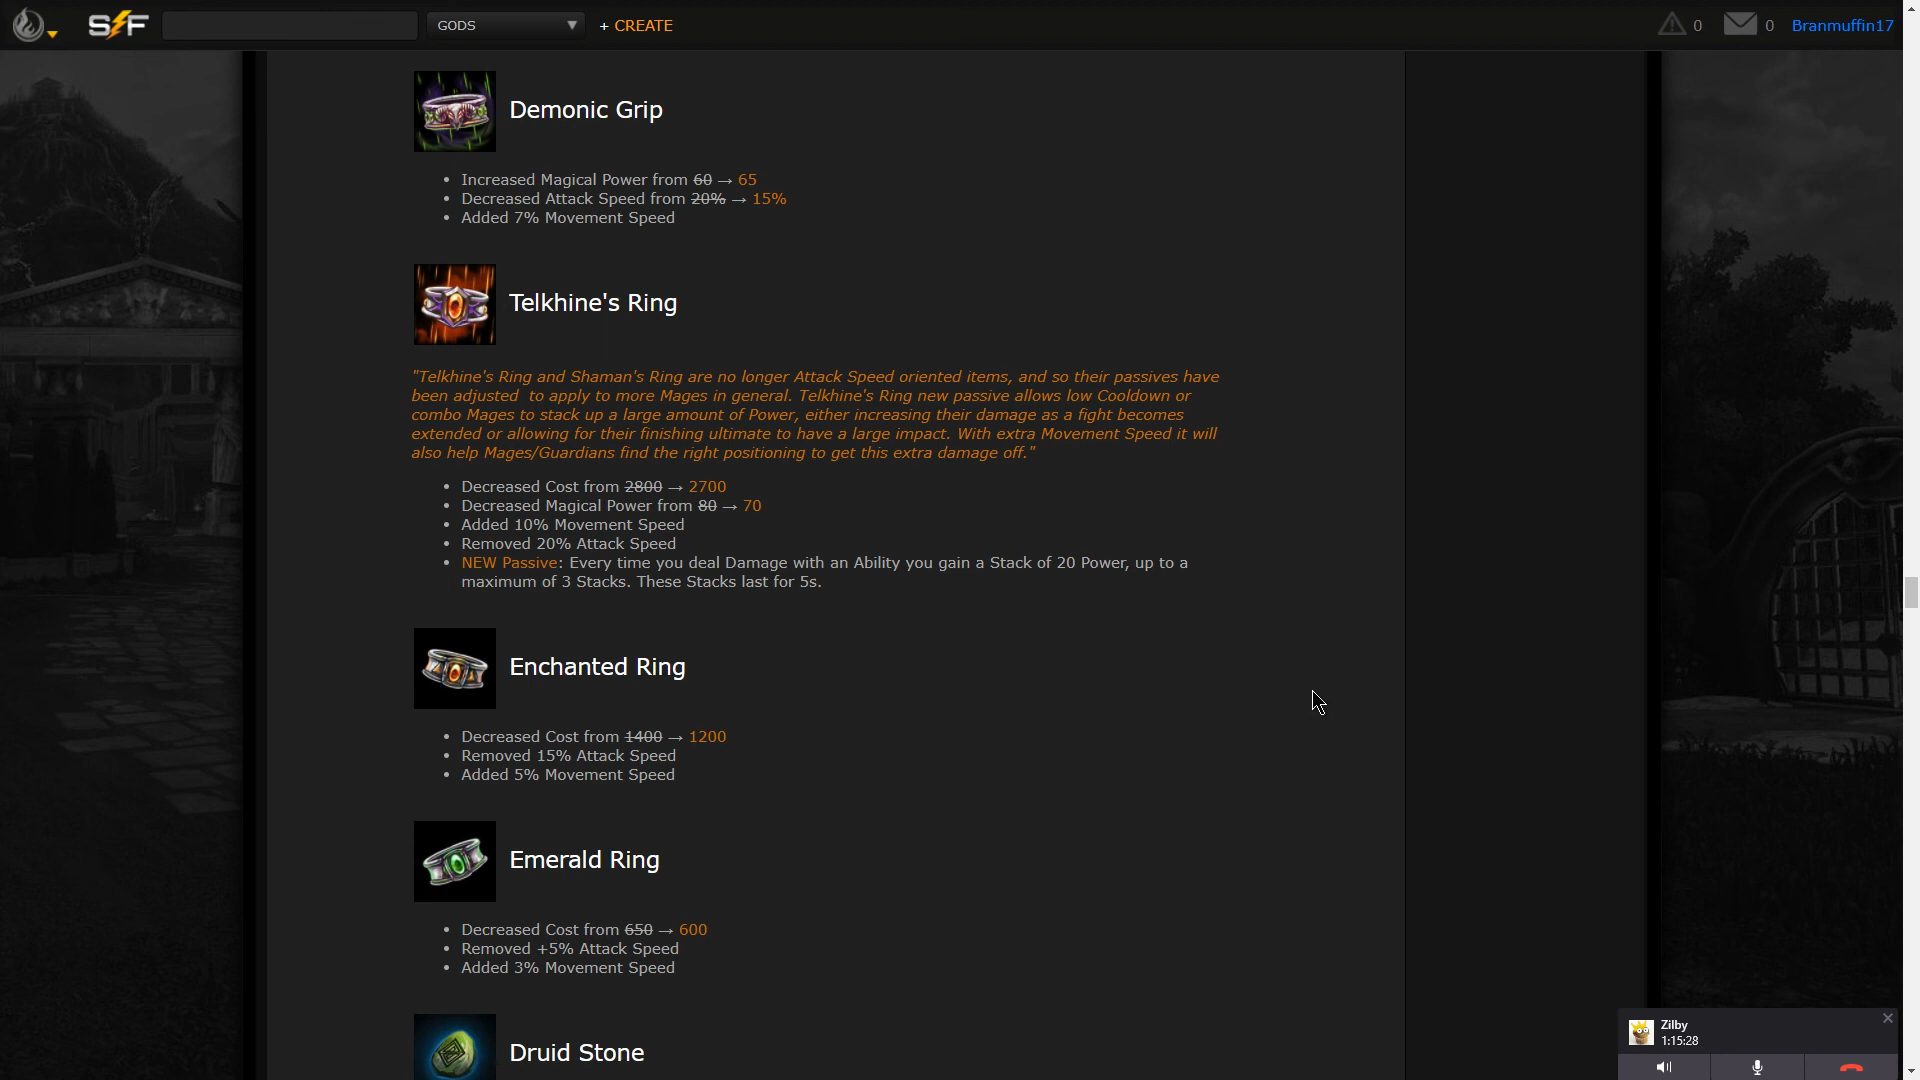 SF GODS + CREATE 0 0 Branmuffin17
Demonic Grip
• Increased Magical Power from 60 → 65
• Decreased Attack Speed from 20% → 15%
• Added 7% Movement Speed
Telkhine's Ring
"Telkhine's Ring and Shaman's Ring are no longer Attack Speed oriented items, and so their passives have
been adjusted  to apply to more Mages in general. Telkhine's Ring new passive allows low Cooldown or
combo Mages to stack up a large amount of Power, either increasing their damage as a fight becomes
extended or allowing for their finishing ultimate to have a large impact. With extra Movement Speed it will
also help Mages/Guardians find the right positioning to get this extra damage off."
• Decreased Cost from 2800 → 2700
• Decreased Magical Power from 80 → 70
• Added 10% Movement Speed
• Removed 20% Attack Speed
• NEW Passive: Every time you deal Damage with an Ability you gain a Stack of 20 Power, up to a
maximum of 3 Stacks. These Stacks last for 5s.
Enchanted Ring
• Decreased Cost from 1400 → 1200
• Removed 15% Attack Speed
• Added 5% Movement Speed
Emerald Ring
• Decreased Cost from 650 → 600
• Removed +5% Attack Speed
• Added 3% Movement Speed
Druid Stone
Zilby
1:15:28